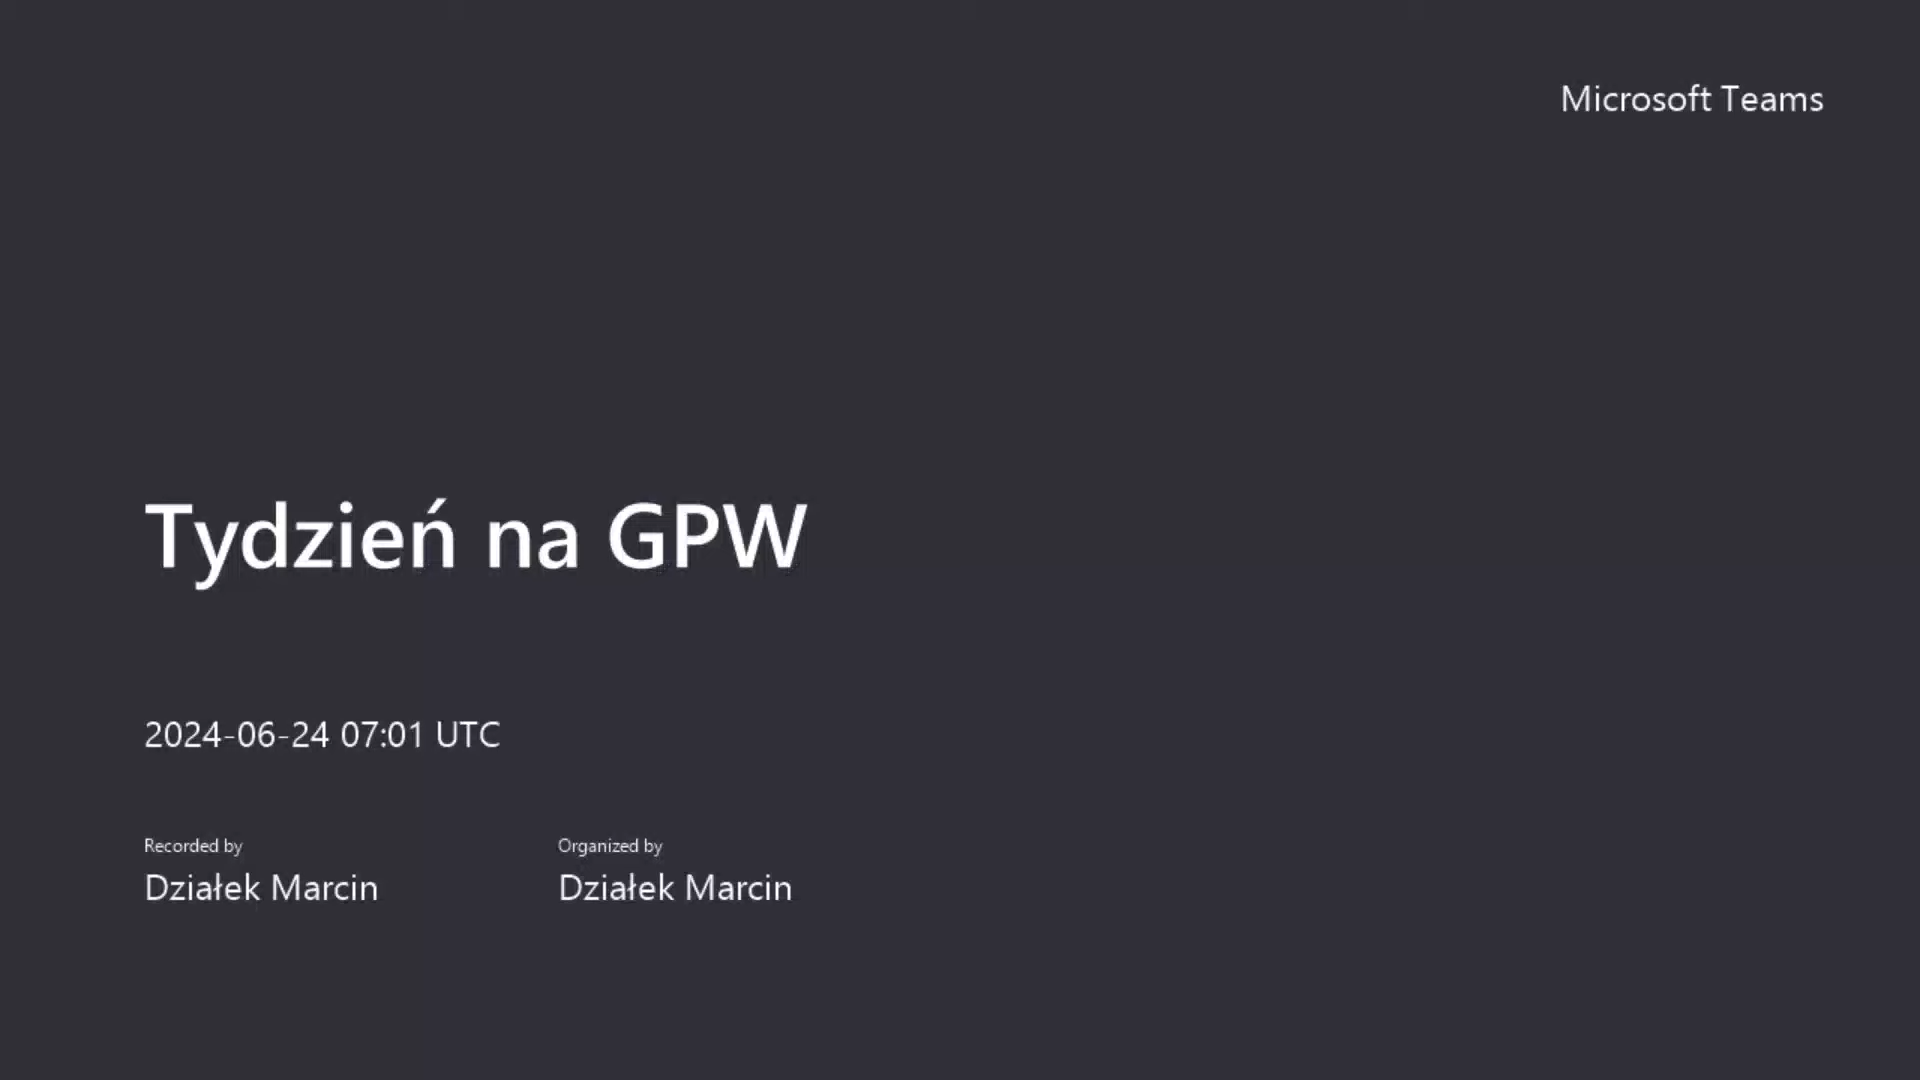 Microsoft Teams
Tydzień na GPW
2024-06-24 07:01 UTC
Recorded by
Działek Marcin
Organized by
Działek Marcin